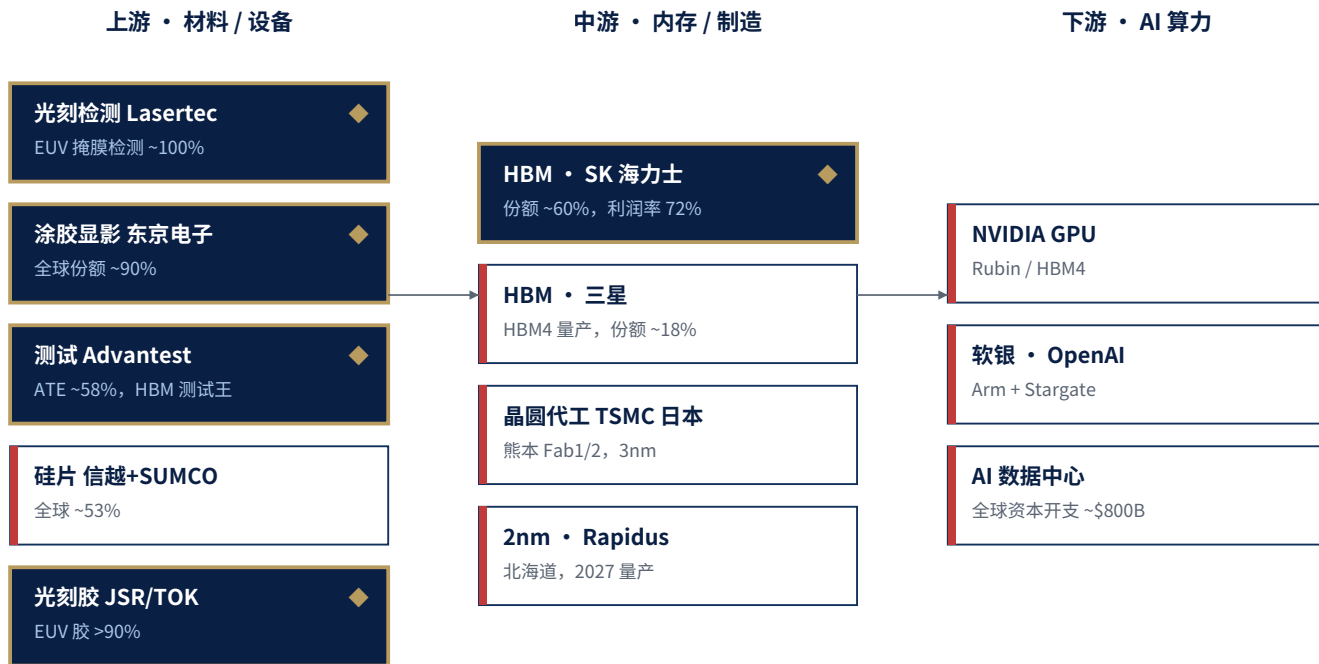 上游 · 材料 / 设备
光刻检测 Lasertec
EUV 掩膜检测 ~100%
涂胶显影 东京电子
全球份额 ~90%
测试 Advantest
ATE ~58%，HBM 测试王
硅片 信越+SUMCO
全球 ~53%
光刻胶 JSR/TOK
EUV 胶 >90%
中游 · 内存 / 制造
HBM · SK 海力士
份额 ~60%，利润率 72%
HBM · 三星
HBM4 量产，份额 ~18%
晶圆代工 TSMC 日本
熊本 Fab1/2，3nm
2nm · Rapidus
北海道，2027 量产
下游 · AI 算力
NVIDIA GPU
Rubin / HBM4
软银 · OpenAI
Arm + Stargate
AI 数据中心
全球资本开支 ~$800B